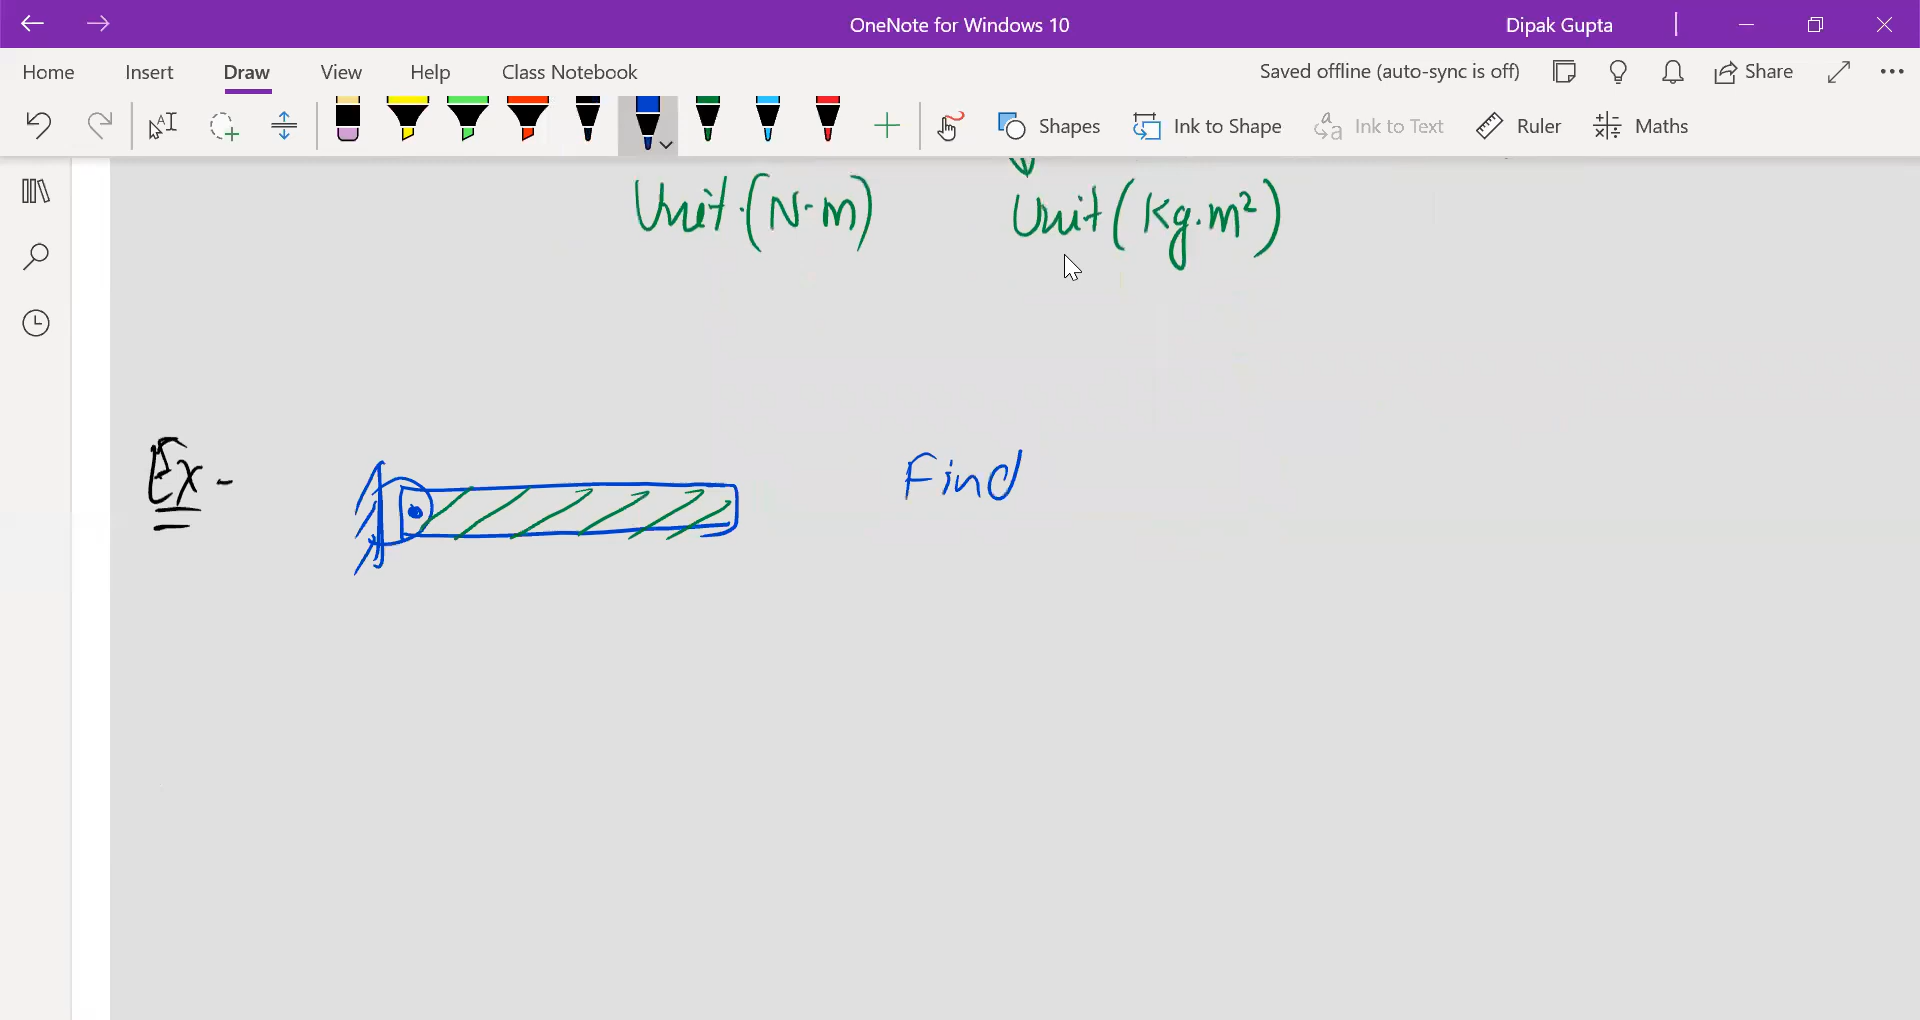 OneNote for Windows 10
Dipak Gupta
Home Insert Draw View Help Class Notebook
Saved offline (auto-sync is off) Share
Shapes Ink to Shape Ink to Text Ruler Maths
Unit (N-m) Unit (Kg.m²)
Ex - Find